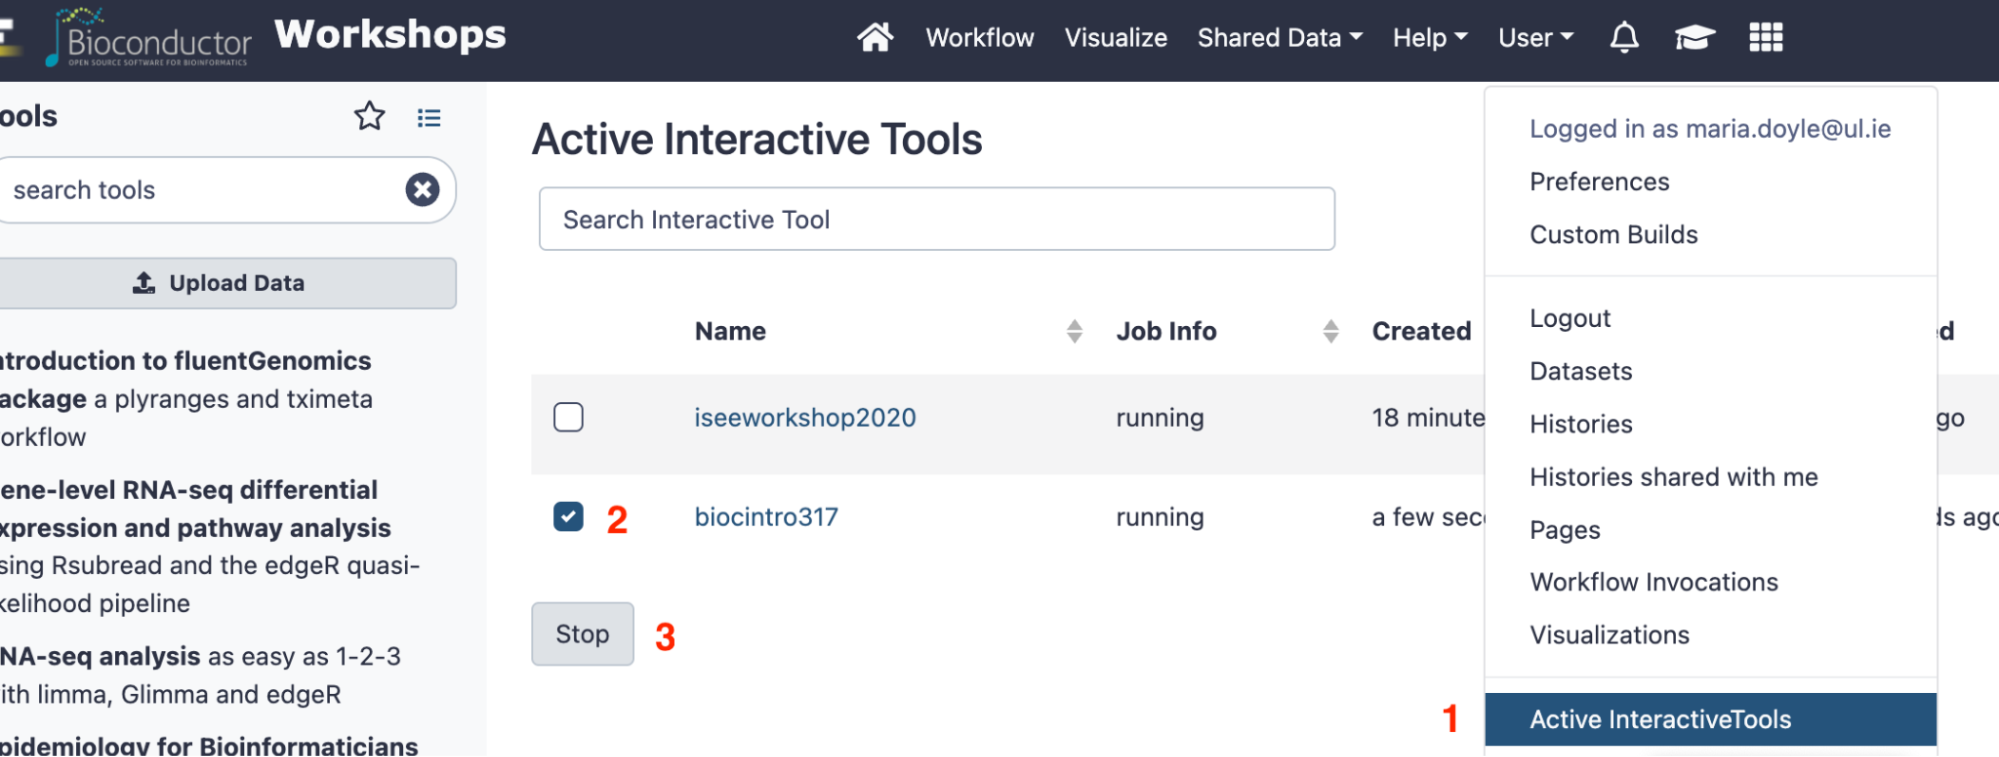 Bioconductor
OPEN SOURCE SOFTWARE FOR BIOINFORMATICS
Workshops
Workflow Visualize Shared Data Help User
ools
search tools
Upload Data
ntroduction to fluentGenomics
ackage a plyranges and tximeta
orkflow
ene-level RNA-seq differential
xpression and pathway analysis
sing Rsubread and the edgeR quasi-
kelihood pipeline
NA-seq analysis as easy as 1-2-3
ith limma, Glimma and edgeR
pidemiology for Bioinformaticians
Active Interactive Tools
Search Interactive Tool
Name Job Info Created ed
iseeworkshop2020 running 18 minute go
2 biocintro317 running a few sec ds ago
Stop 3
Logged in as maria.doyle@ul.ie
Preferences
Custom Builds
Logout
Datasets
Histories
Histories shared with me
Pages
Workflow Invocations
Visualizations
1 Active InteractiveTools